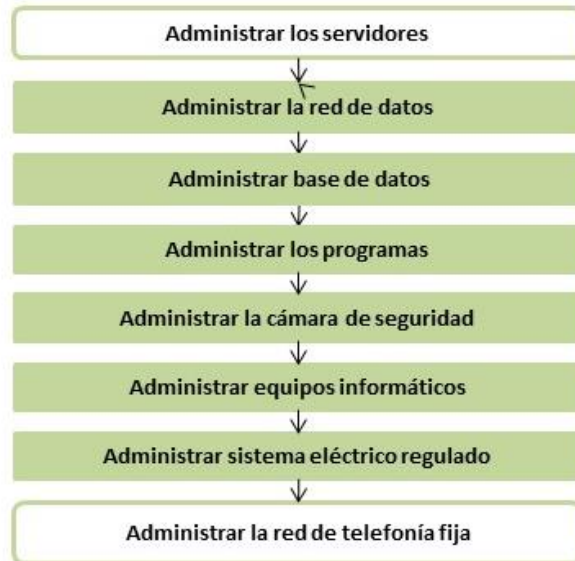 Administrar los servidores
Administrar la red de datos
Administrar base de datos
Administrar los programas
Administrar la cámara de seguridad
Administrar equipos informáticos
Administrar sistema eléctrico regulado
Administrar la red de telefonía fija